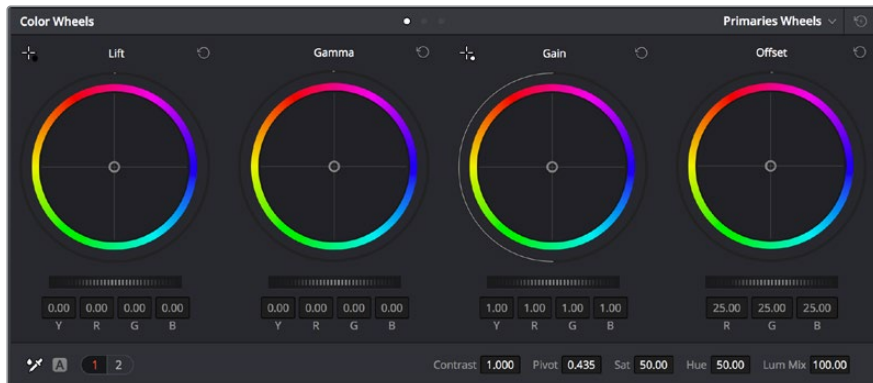 Color Wheels Primaries Wheels
Lift Gamma Gain Offset
0.00 0.00 0.00 0.00 0.00 0.00 0.00 0.00 1.00 1.00 1.00 1.00 25.00 25.00 25.00
Y R G B Y R G B Y R G B R G B
A 1 2 Contrast 1.000 Pivot 0.435 Sat 50.00 Hue 50.00 Lum Mix 100.00